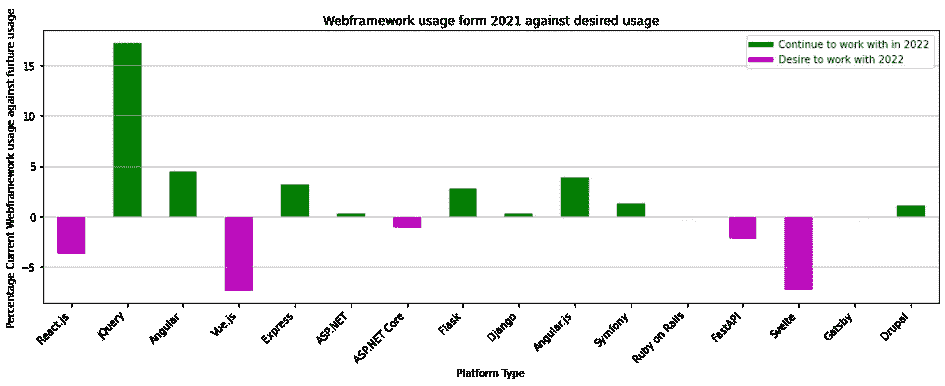 Webframework usage form 2021 against desired usage
Continue to work with in 2022
Desire to work with 2022
Percentage Current Webframework usage against furture usage
15
10
5
0
−5
React.js
jQuery
Angular
Vue.js
Express
ASP.NET
ASP.NET Core
Flask
Django
Angular.js
Symfony
Ruby on Rails
FastAPI
Svelte
Gatsby
Drupal
Platform Type